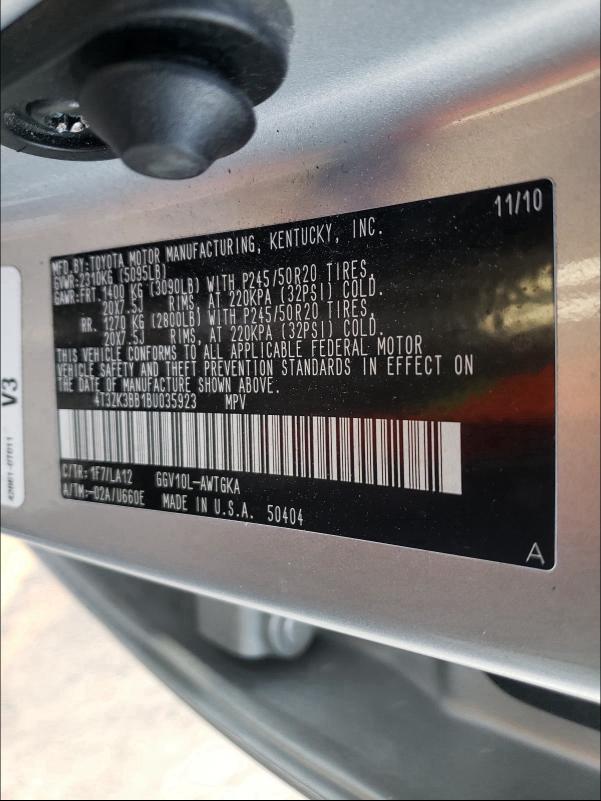 11/10
MFD.BY:TOYOTA MOTOR MANUFACTURING, KENTUCKY, INC.
GVWR:2310KG (5095LB)
GAWR:FRT.1400 KG (3090LB) WITH P245/50R20 TIRES,
20X7.5J RIMS, AT 220KPA (32PSI) COLD.
RR. 1270 KG (2800LB) WITH P245/50R20 TIRES,
20X7.5J RIMS, AT 220KPA (32PSI) COLD.
THIS VEHICLE CONFORMS TO ALL APPLICABLE FEDERAL MOTOR
VEHICLE SAFETY AND THEFT PREVENTION STANDARDS IN EFFECT ON
THE DATE OF MANUFACTURE SHOWN ABOVE.
4T3ZK3BB1BU035923 MPV
C/TR: 1F7/LA12 GGV10L-AWTGKA
A/TM:-02A/U660E MADE IN U.S.A. 50404
A
V3
42661-0T011